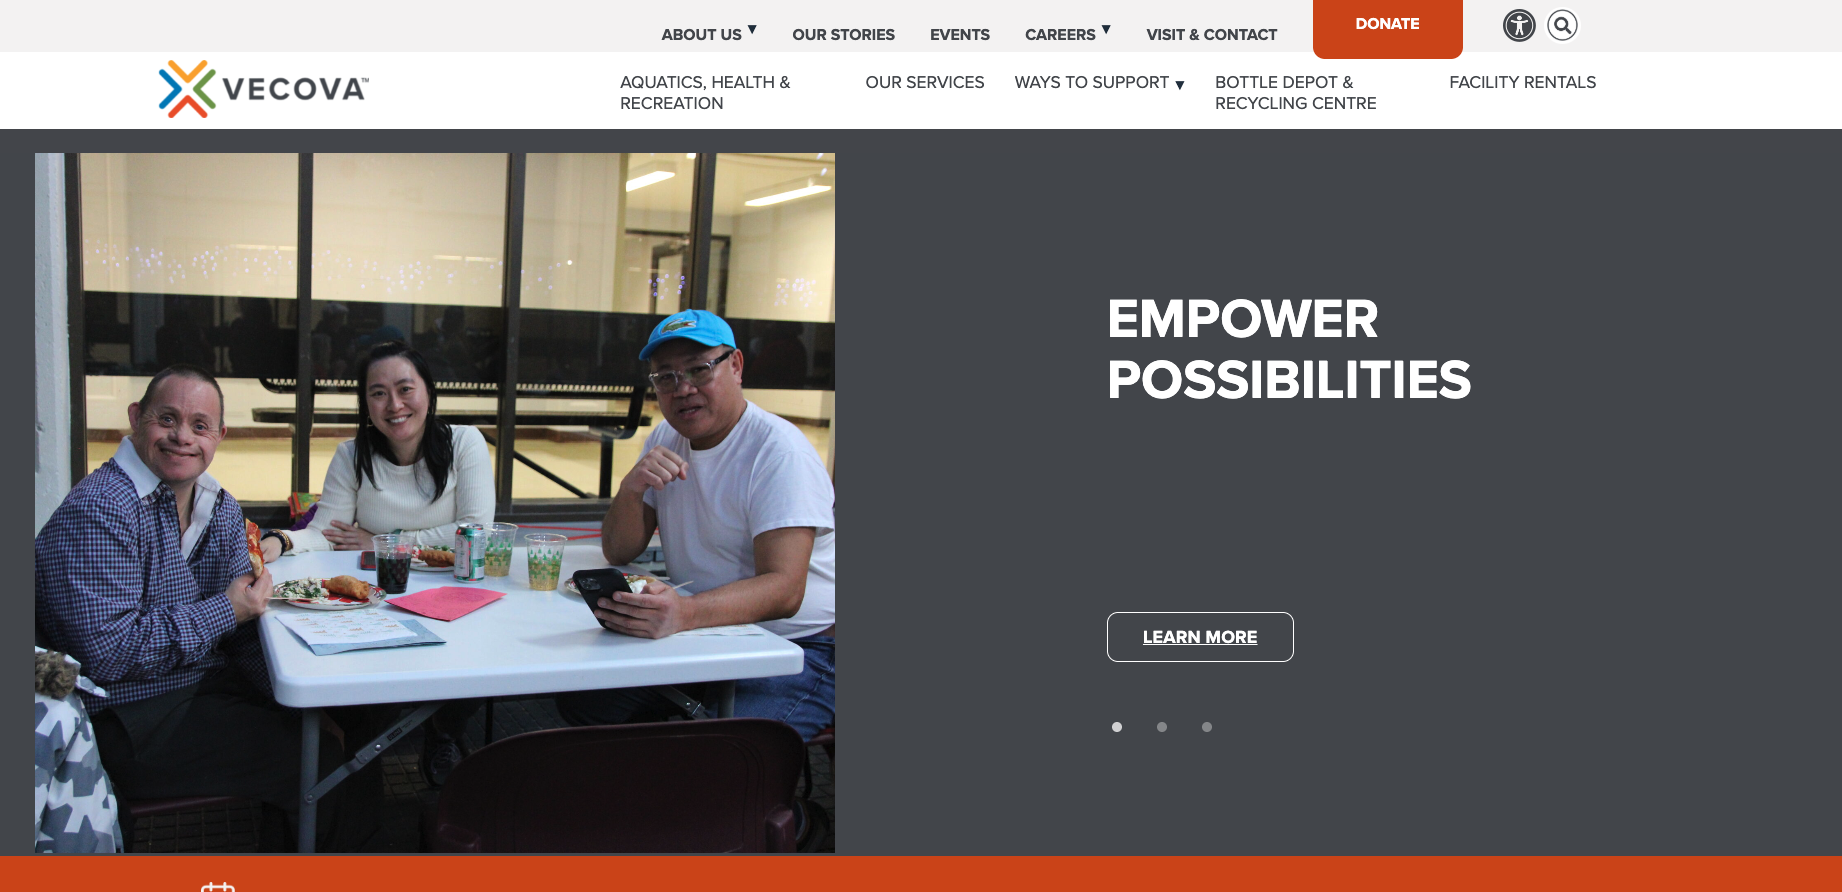 ABOUT US ▼ OUR STORIES EVENTS CAREERS ▼ VISIT & CONTACT DONATE
VECOVA™
AQUATICS, HEALTH &
RECREATION
OUR SERVICES
WAYS TO SUPPORT ▼
BOTTLE DEPOT &
RECYCLING CENTRE
FACILITY RENTALS
EMPOWER
POSSIBILITIES
LEARN MORE